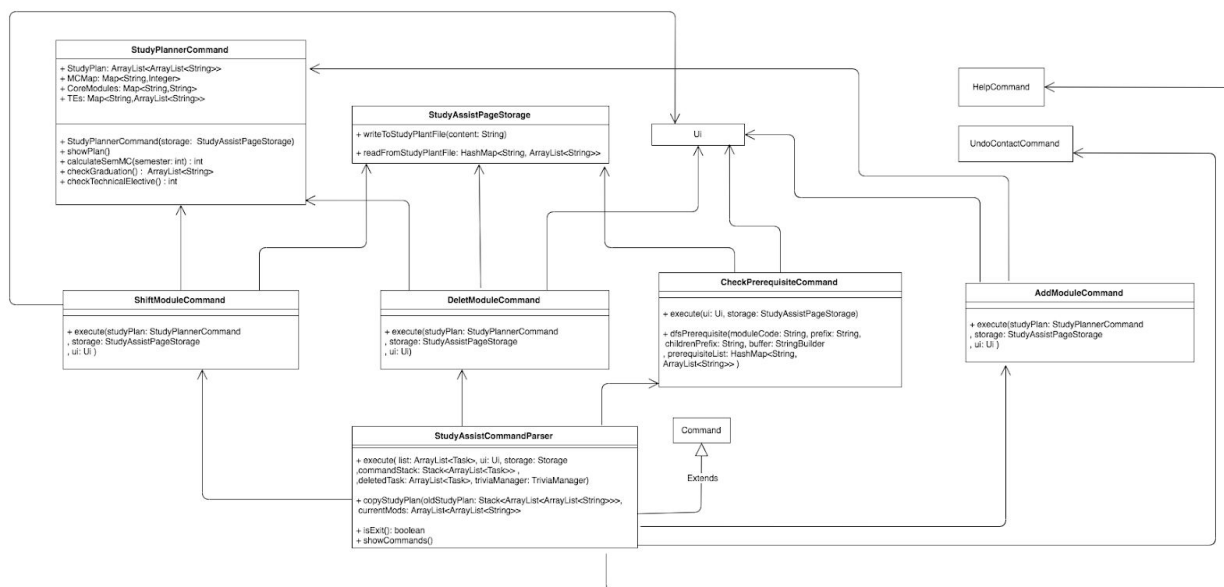 StudyPlannerCommand
+ StudyPlan: ArrayList<ArrayList<String>>
+ MCMap: Map<String,Integer>
+ CoreModules: Map<String,String>
+ TEs: Map<String,ArrayList<String>>
+ StudyPlannerCommand(storage: StudyAssistPageStorage)
+ showPlan()
+ calculateSemMC(semester: int) : int
+ checkGraduation() : ArrayList<String>
+ checkTechnicalElective() : int
StudyAssistPageStorage
+ writeToStudyPlantFile(content: String)
+ readFromStudyPlantFile: HashMap<String, ArrayList<String>>
Ui
HelpCommand
UndoContactCommand
ShiftModuleCommand
+ execute(studyPlan: StudyPlannerCommand
, storage: StudyAssistPageStorage
, ui: Ui )
DeletModuleCommand
+ execute(studyPlan: StudyPlannerCommand
, storage: StudyAssistPageStorage
, ui: Ui)
CheckPrerequisiteCommand
+ execute(ui: Ui, storage: StudyAssistPageStorage)
+ dfsPrerequisite(moduleCode: String, prefix: String,
childrenPrefix: String, buffer: StringBuilder
, prerequisiteList: HashMap<String,
ArrayList<String>> )
AddModuleCommand
+ execute(studyPlan: StudyPlannerCommand
, storage: StudyAssistPageStorage
, ui: Ui )
StudyAssistCommandParser
+ execute( list: ArrayList<Task>, ui: Ui, storage: Storage
,commandStack: Stack<ArrayList<Task>> ,
,deletedTask: ArrayList<Task>, triviaManager: TriviaManager)
+ copyStudyPlan(oldStudyPlan: Stack<ArrayList<ArrayList<String>>>,
currentMods: ArrayList<ArrayList<String>>
+ isExit(): boolean
+ showCommands()
Command
Extends